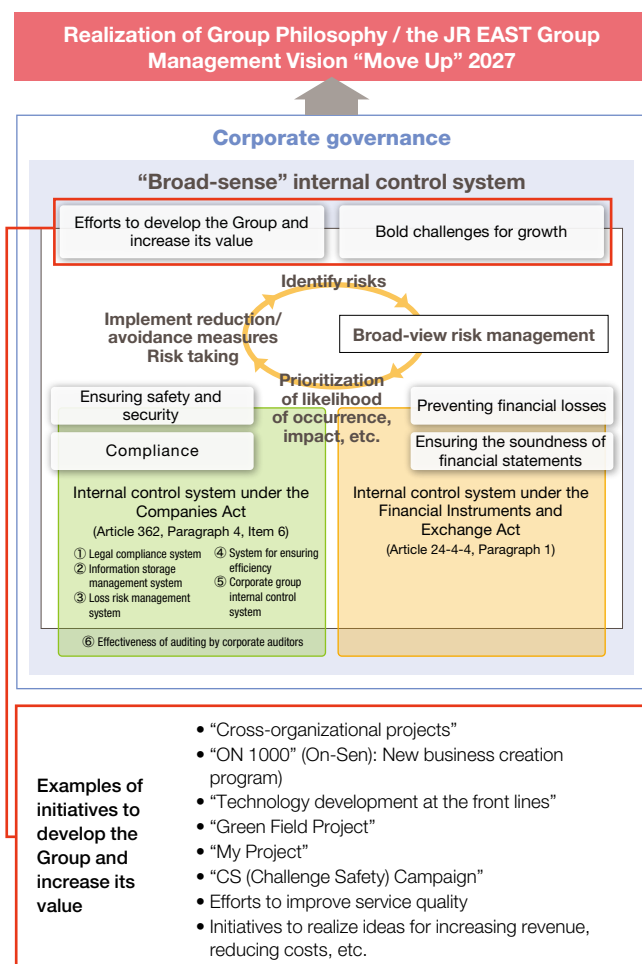 Realization of Group Philosophy / the JR EAST Group
Management Vision “Move Up” 2027
Corporate governance
“Broad-sense” internal control system
Efforts to develop the Group and
increase its value
Bold challenges for growth
Identify risks
Implement reduction/
avoidance measures
Risk taking
Broad-view risk management
Prioritization
of likelihood
of occurrence,
impact, etc.
Ensuring safety and
security
Compliance
Preventing financial losses
Ensuring the soundness of
financial statements
Internal control system under the
Companies Act
(Article 362, Paragraph 4, Item 6)
① Legal compliance system
② Information storage
management system
③ Loss risk management
system
④ System for ensuring
efficiency
⑤ Corporate group
internal control
system
⑥ Effectiveness of auditing by corporate auditors
Internal control system under the
Financial Instruments and
Exchange Act
(Article 24-4-4, Paragraph 1)
Examples of
initiatives to
develop the
Group and
increase its
value
• “Cross-organizational projects”
• “ON 1000” (On-Sen): New business creation
program)
• “Technology development at the front lines”
• “Green Field Project”
• “My Project”
• “CS (Challenge Safety) Campaign”
• Efforts to improve service quality
• Initiatives to realize ideas for increasing revenue,
reducing costs, etc.